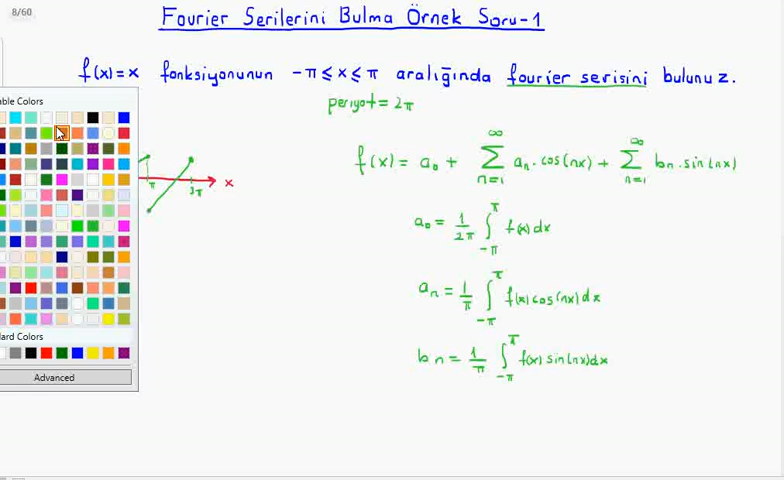 8/60
Fourier Serilerini Bulma Örnek Soru-1
f(x)=x fonksiyonunun -π≤x≤π aralığında fourier serisini bulunuz.
periyot=2π
able Colors
f(x) = a₀ + ∑_{n=1}^{∞} aₙ.cos(nx) + ∑_{n=1}^{∞} bₙ.sin(nx)
π 3π x
a₀ = 1/2π ∫_{-π}^{π} f(x)dx
aₙ = 1/π ∫_{-π}^{π} f(x)cos(nx)dx
dard Colors
bₙ = 1/π ∫_{-π}^{π} f(x) sin(nx)dx
Advanced